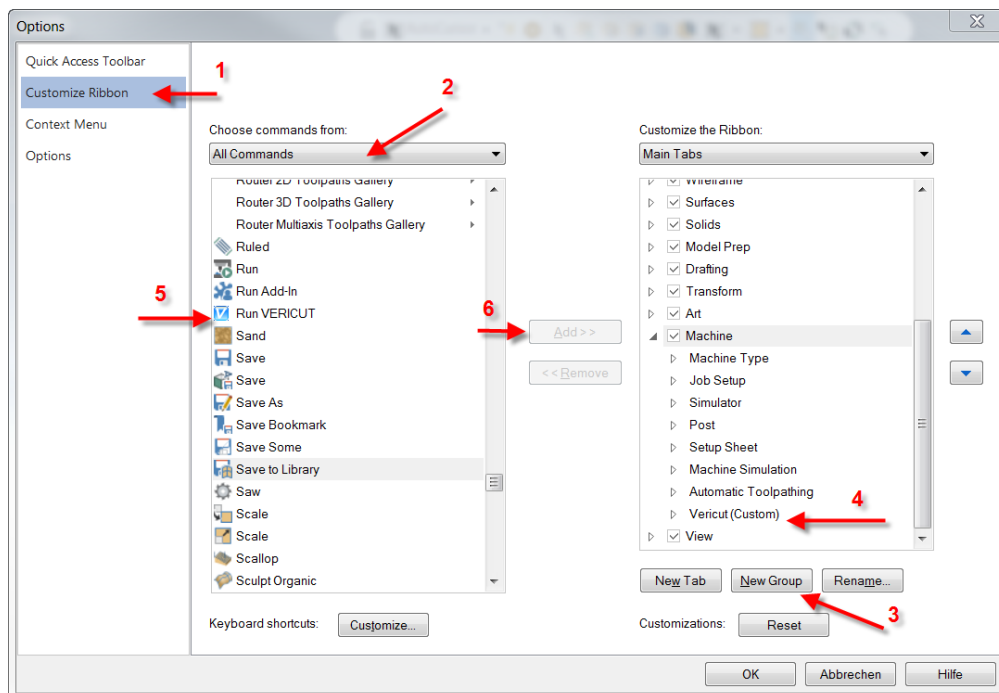 Options
Quick Access Toolbar
Customize Ribbon
Context Menu
Options
1
2
Choose commands from:
All Commands
Router 2D Toolpaths Gallery
Router 3D Toolpaths Gallery
Router Multiaxis Toolpaths Gallery
Ruled
Run
Run Add-In
5
Run VERICUT
Sand
Save
Save
Save As
Save Bookmark
Save Some
Save to Library
Saw
Scale
Scale
Scallop
Sculpt Organic
Keyboard shortcuts: Customize...
6
Add >>
<< Remove
Customize the Ribbon:
Main Tabs
Wireframe
Surfaces
Solids
Model Prep
Drafting
Transform
Art
Machine
Machine Type
Job Setup
Simulator
Post
Setup Sheet
Machine Simulation
Automatic Toolpathing
4
Vericut (Custom)
View
New Tab New Group Rename...
3
Customizations: Reset
OK Abbrechen Hilfe